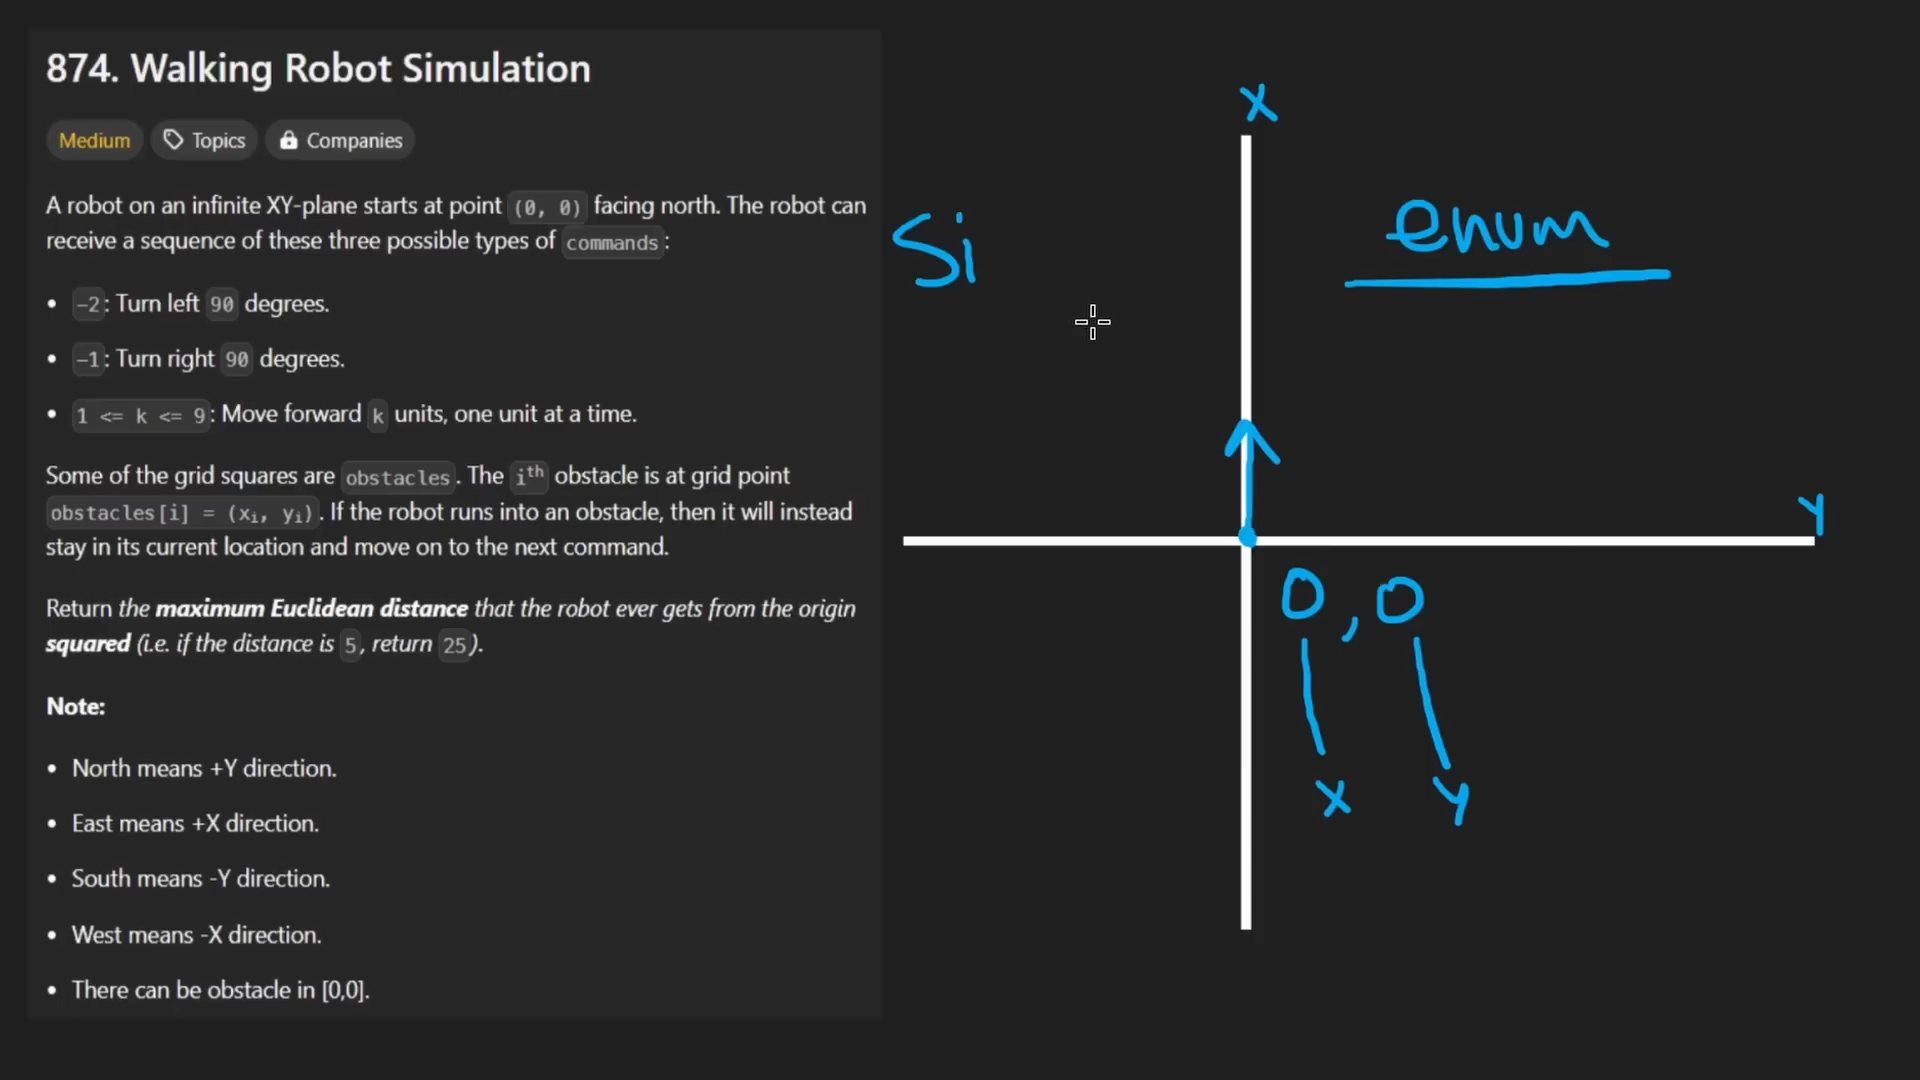 874. Walking Robot Simulation
Medium Topics Companies
A robot on an infinite XY-plane starts at point (0, 0) facing north. The robot can
receive a sequence of these three possible types of commands:
• -2: Turn left 90 degrees.
• -1: Turn right 90 degrees.
• 1 <= k <= 9: Move forward k units, one unit at a time.
Some of the grid squares are obstacles. The iᵗʰ obstacle is at grid point
obstacles[i] = (xᵢ, yᵢ). If the robot runs into an obstacle, then it will instead
stay in its current location and move on to the next command.
Return the maximum Euclidean distance that the robot ever gets from the origin
squared (i.e. if the distance is 5, return 25).
Note:
• North means +Y direction.
• East means +X direction.
• South means -Y direction.
• West means -X direction.
• There can be obstacle in [0,0].
X
Si
enum
Y
0, 0
X Y